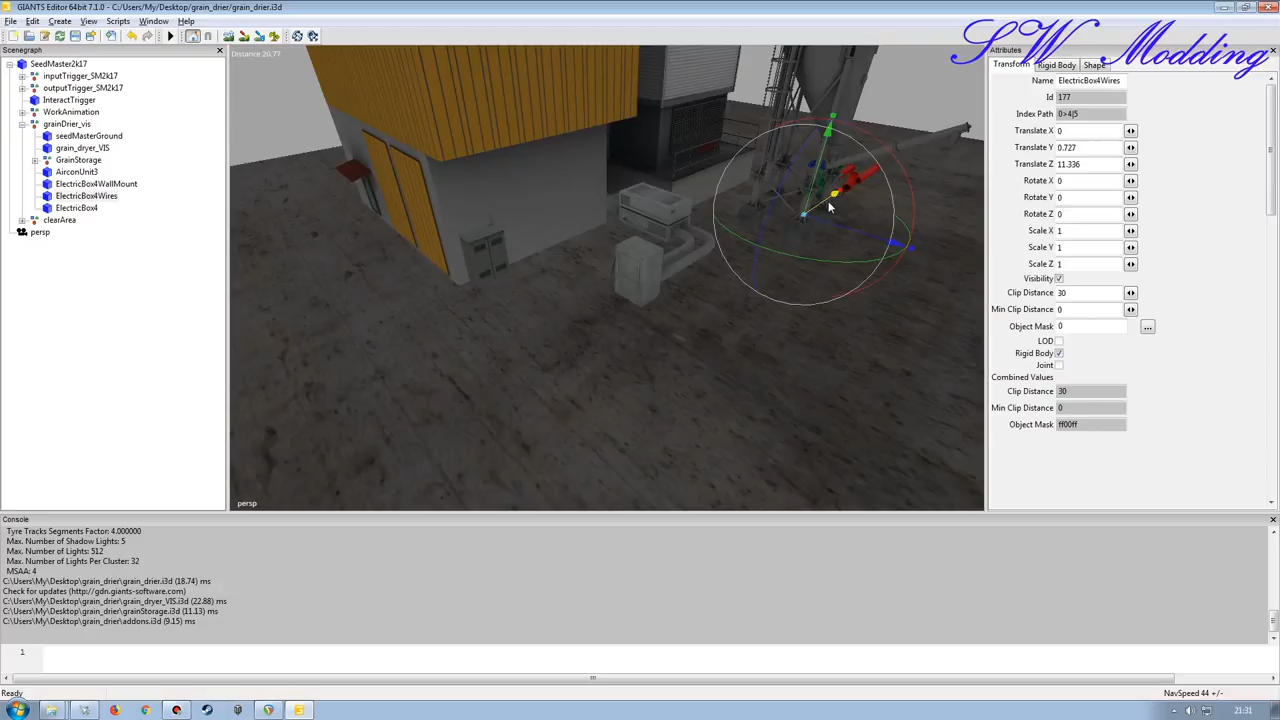 GIANTS Editor 64bit 7.1.0 - C:/Users/My/Desktop/grain_drier/grain_drier.i3d
File Edit Create View Scripts Window Help
SW Modding
Scenegraph
SeedMaster2k17
inputTrigger_SM2k17
outputTrigger_SM2k17
InteractTrigger
WorkAnimation
grainDrier_vis
seedMasterGround
grain_dryer_VIS
GrainStorage
AirconUnit3
ElectricBox4WallMount
ElectricBox4Wires
ElectricBox4
clearArea
persp
Distance 20,77
persp
Attributes
Transform Rigid Body Shape
Name ElectricBox4Wires
Id 177
Index Path 0>4|5
Translate X 0
Translate Y 0.727
Translate Z 11.336
Rotate X 0
Rotate Y 0
Rotate Z 0
Scale X 1
Scale Y 1
Scale Z 1
Visibility
Clip Distance 30
Min Clip Distance 0
Object Mask 0 ...
LOD
Rigid Body
Joint
Combined Values
Clip Distance 30
Min Clip Distance 0
Object Mask ff00ff
Console
Tyre Tracks Segments Factor: 4.000000
Max. Number of Shadow Lights: 5
Max. Number of Lights: 512
Max. Number of Lights Per Cluster: 32
MSAA: 4
C:\Users\My\Desktop\grain_drier\grain_drier.i3d (18.74) ms
Check for updates (http://gdn.giants-software.com)
C:\Users\My\Desktop\grain_drier\grain_dryer_VIS.i3d (22.88) ms
C:\Users\My\Desktop\grain_drier\grainStorage.i3d (11.13) ms
C:\Users\My\Desktop\grain_drier\addons.i3d (9.15) ms
1
Ready
NavSpeed 44 +/-
21:31